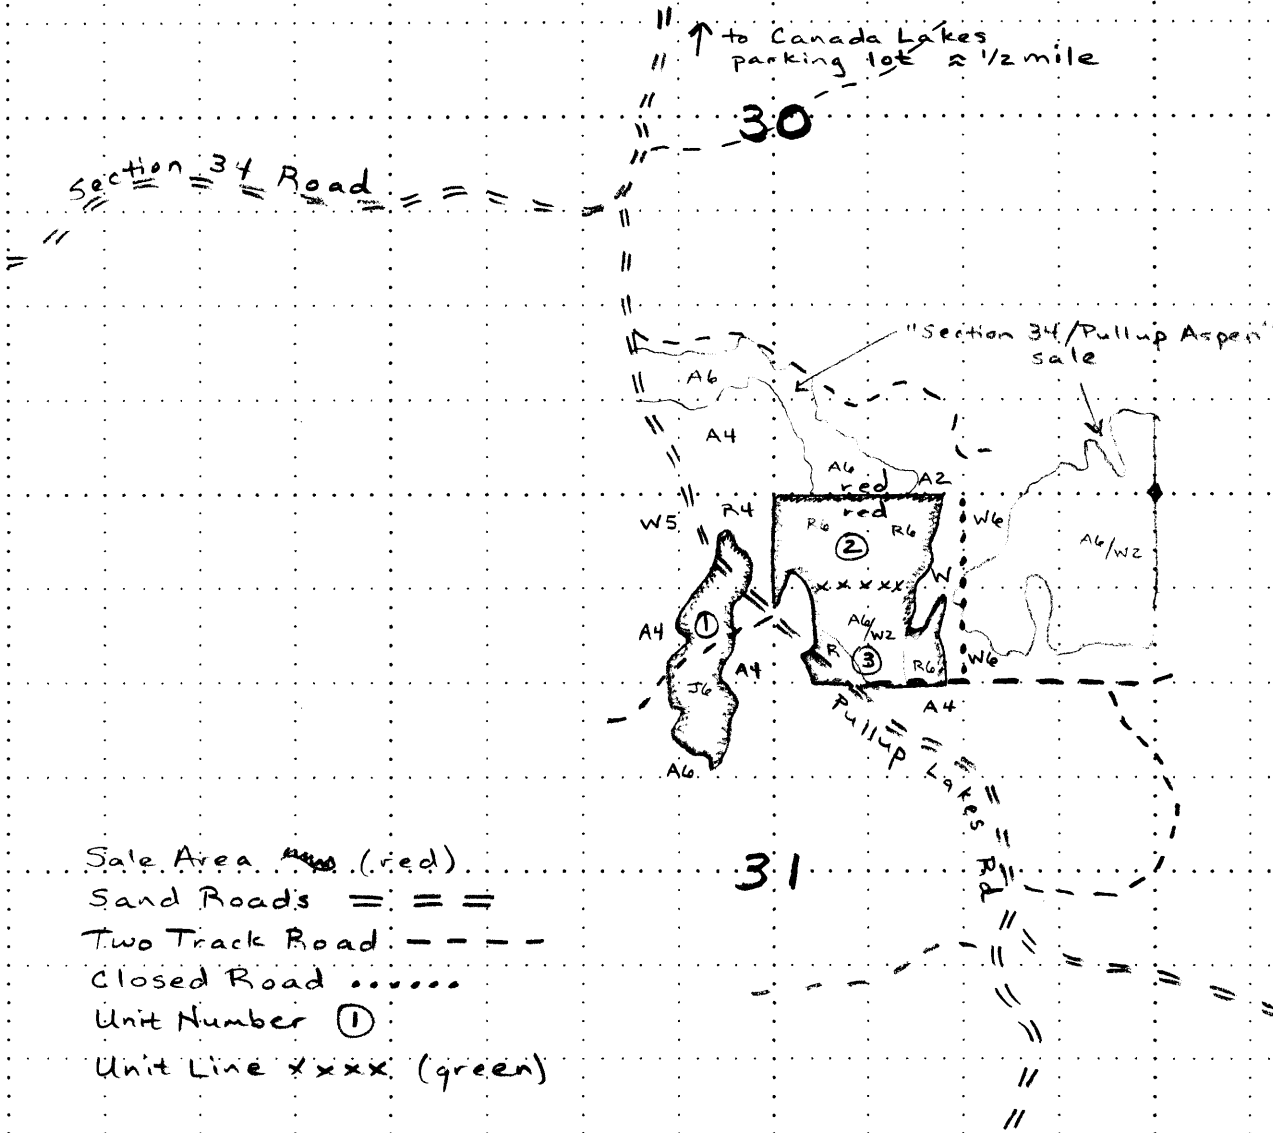 ↑ to Canada Lakes
parking lot ≈ 1/2 mile
30
Section 34 Road
"Section 34/Pullup Aspen"
sale
A6
A4
A6
red
A2
red
R4
W5
R6
R6
2
W6
A6/W2
W
1
A4
A6/W2
R
3
R6
W6
A4
J6
A4
A6
Pullup Lakes Rd
31
Sale Area (red)
Sand Roads = = =
Two Track Road - - - -
Closed Road ......
Unit Number 1
Unit Line xxxx (green)